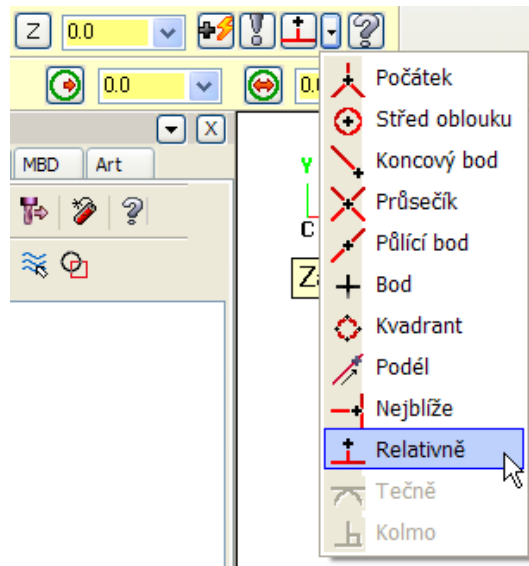 Z 0.0
0.0 0.
X
MBD Art
Y
C
Za
Počátek
Střed oblouku
Koncový bod
Průsečík
Půlící bod
Bod
Kvadrant
Podél
Nejblíže
Relativně
Tečně
Kolmo